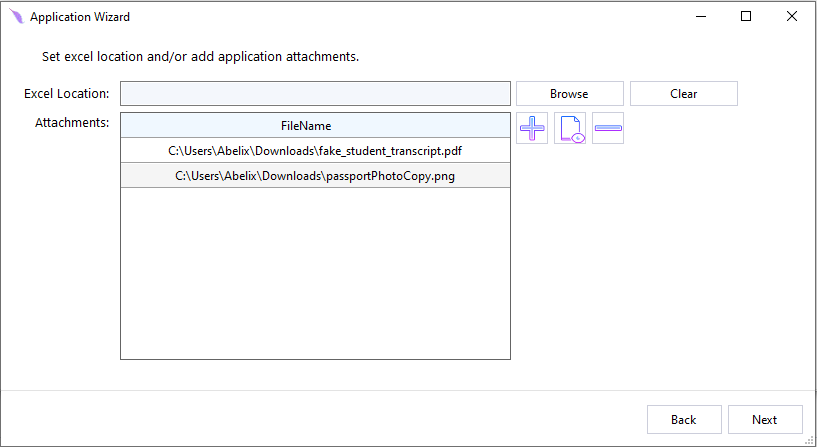 Application Wizard
Set excel location and/or add application attachments.
Excel Location:
Browse
Clear
Attachments:
FileName
C:\Users\Abelix\Downloads\fake_student_transcript.pdf
C:\Users\Abelix\Downloads\passportPhotoCopy.png
Back
Next